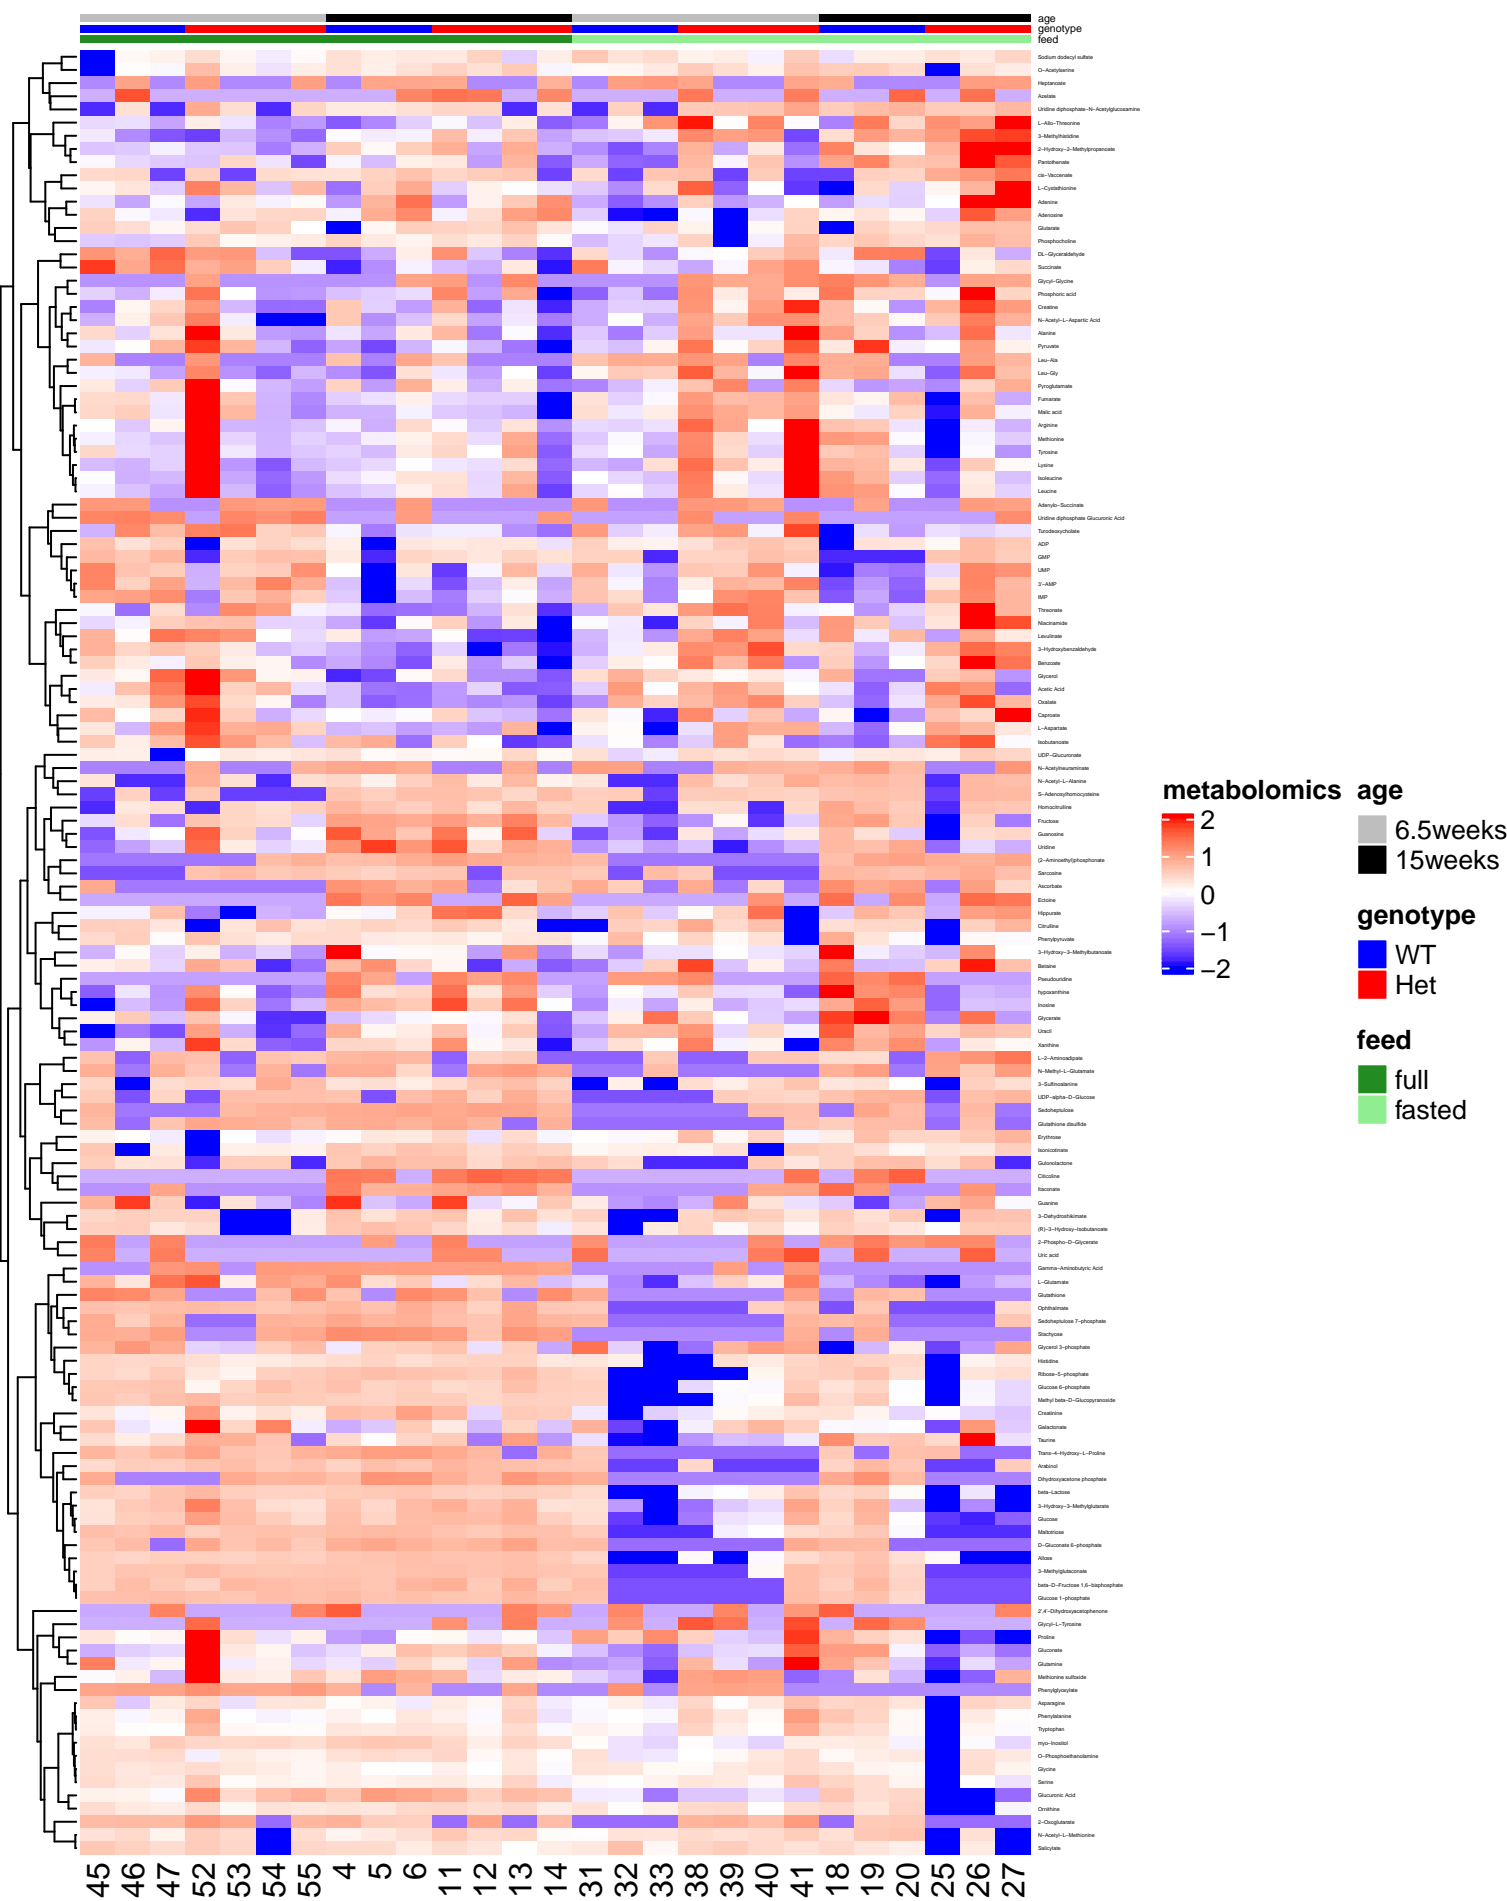 age
genotype
feed
Sodium dodecyl sulfate
O−Acetylserine
Heptanoate
Azelate
Uridine diphosphate−N−Acetylglucosamine
L−Allo−Threonine
3−Methylhistidine
2−Hydroxy−2−Methylpropanoate
Pantothenate
cis−Vaccenate
L−Cystathionine
Adenine
Adenosine
Glutarate
Phosphocholine
DL−Glyceraldehyde
Succinate
Glycyl−Glycine
Phosphoric acid
Creatine
N−Acetyl−L−Aspartic Acid
Alanine
Pyruvate
Leu−Ala
Leu−Gly
Pyroglutamate
Fumarate
Malic acid
Arginine
Methionine
Tyrosine
Lysine
Isoleucine
Leucine
Adenylo−Succinate
Uridine diphosphate Glucuronic Acid
Turodeoxycholate
ADP
GMP
UMP
3'−AMP
IMP
Threonate
Niacinamide
Levulinate
3−Hydroxybenzaldehyde
Benzoate
Glycerol
Acetic Acid
Oxalate
Caproate
L−Aspartate
Isobutanoate
UDP−Glucuronate
N−Acetylneuraminate
N−Acetyl−L−Alanine
S−Adenosylhomocysteine
Homocitrulline
Fructose
Guanosine
Uridine
(2−Aminoethyl)phosphonate
Sarcosine
Ascorbate
Ectoine
Hippurate
Citrulline
Phenylpyruvate
3−Hydroxy−3−Methylbutanoate
Betaine
Pseudouridine
hypoxanthine
Inosine
Glycerate
Uracil
Xanthine
L−2−Aminoadipate
N−Methyl−L−Glutamate
3−Sulfinoalanine
UDP−alpha−D−Glucose
Sedoheptulose
Glutathione disulfide
Erythrose
Isonicotinate
Gulonolactone
Citicoline
Itaconate
Guanine
3−Dehydroshikimate
(R)−3−Hydroxy−Isobutanoate
2−Phospho−D−Glycerate
Uric acid
Gamma−Aminobutyric Acid
L−Glutamate
Glutathione
Ophthalmate
Sedoheptulose 7−phosphate
Stachyose
Glycerol 3−phosphate
Histidine
Ribose−5−phosphate
Glucose 6−phosphate
Methyl beta−D−Glucopyranoside
Creatinine
Galactonate
Taurine
Trans−4−Hydroxy−L−Proline
Arabinol
Dihydroxyacetone phosphate
beta−Lactose
3−Hydroxy−3−Methylglutarate
Glucose
Maltotriose
D−Gluconate 6−phosphate
Allose
3−Methylglutaconate
beta−D−Fructose 1,6−bisphosphate
Glucose 1−phosphate
2',4'−Dihydroxyacetophenone
Glycyl−L−Tyrosine
Proline
Gluconate
Glutamine
Methionine sulfoxide
Phenylglyoxylate
Asparagine
Phenylalanine
Tryptophan
myo−Inositol
O−Phosphoethanolamine
Glycine
Serine
Glucuronic Acid
Ornithine
2−Oxoglutarate
N−Acetyl−L−Methionine
Salicylate
45 46 47 52 53 54 55 4 5 6 11 12 13 14 31 32 33 38 39 40 41 18 19 20 25 26 27
metabolomics
2
1
0
−1
−2
age
6.5weeks
15weeks
genotype
WT
Het
feed
full
fasted